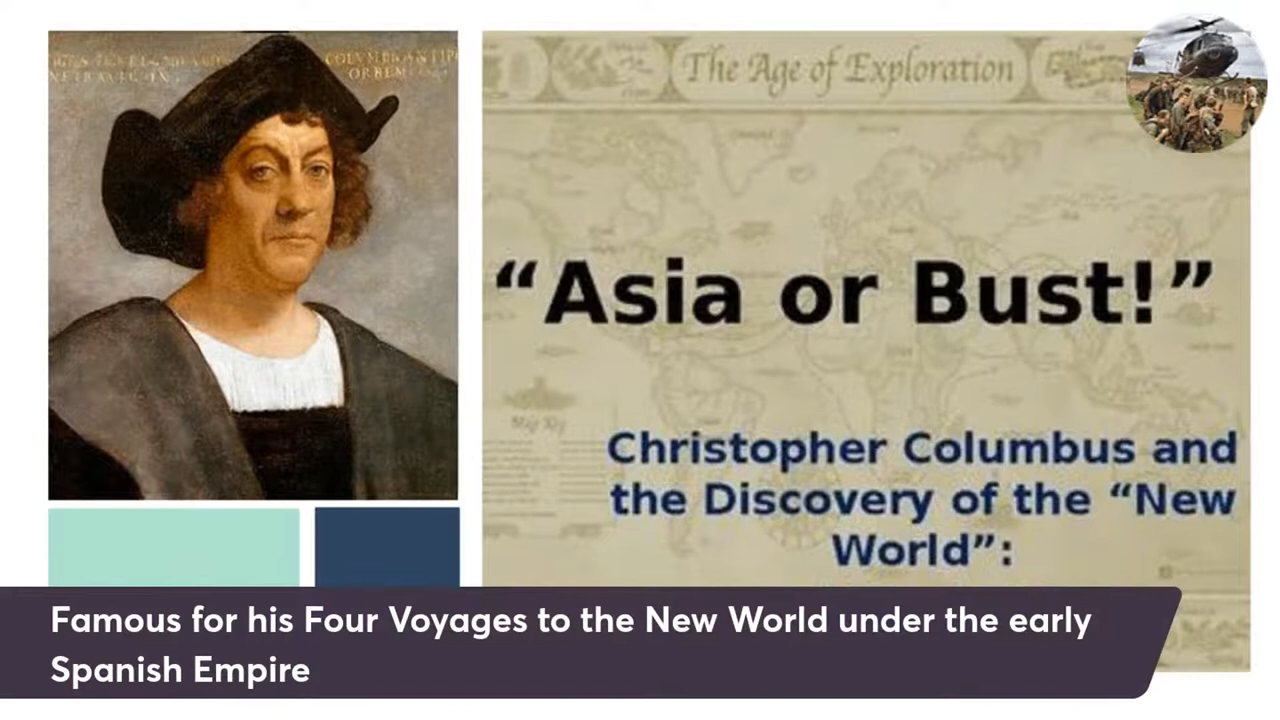 COLVMB
The Age of Exploration
“Asia or Bust!”
Christopher Columbus and
the Discovery of the “New
World”:
Famous for his Four Voyages to the New World under the early
Spanish Empire